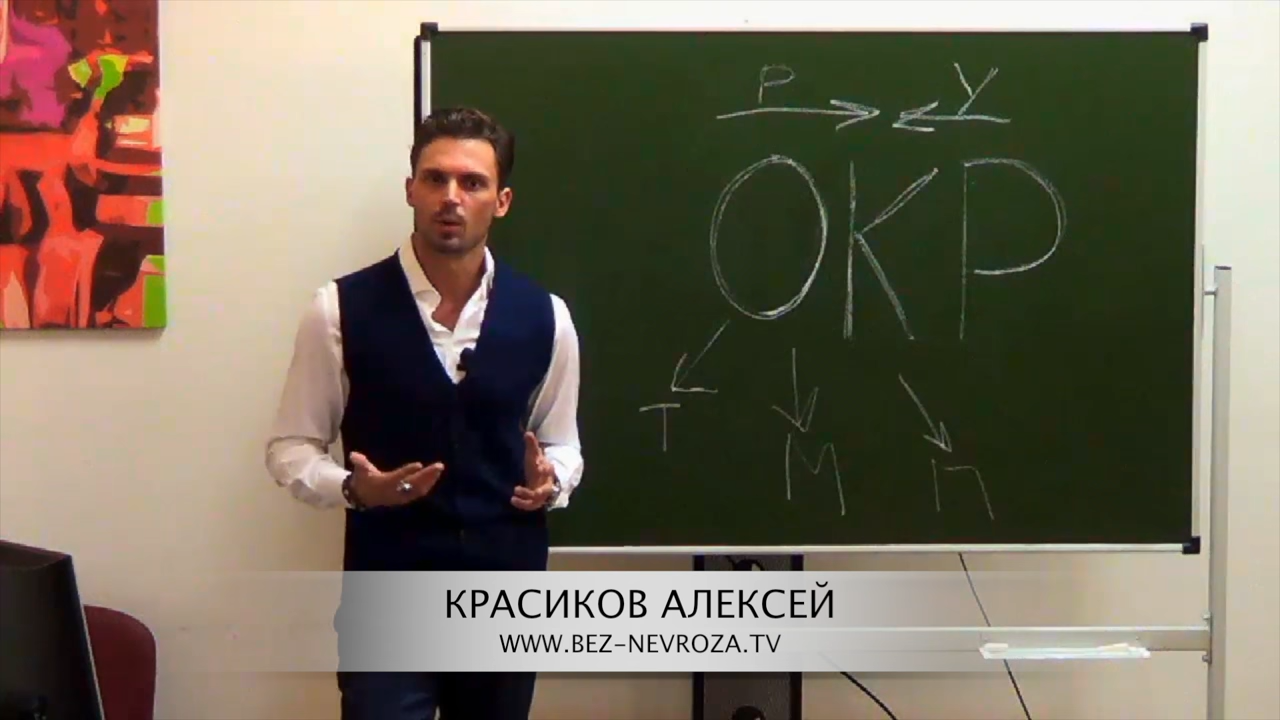 Р У
ОКР
Т М П
КРАСИКОВ АЛЕКСЕЙ
WWW.BEZ-NEVROZA.TV